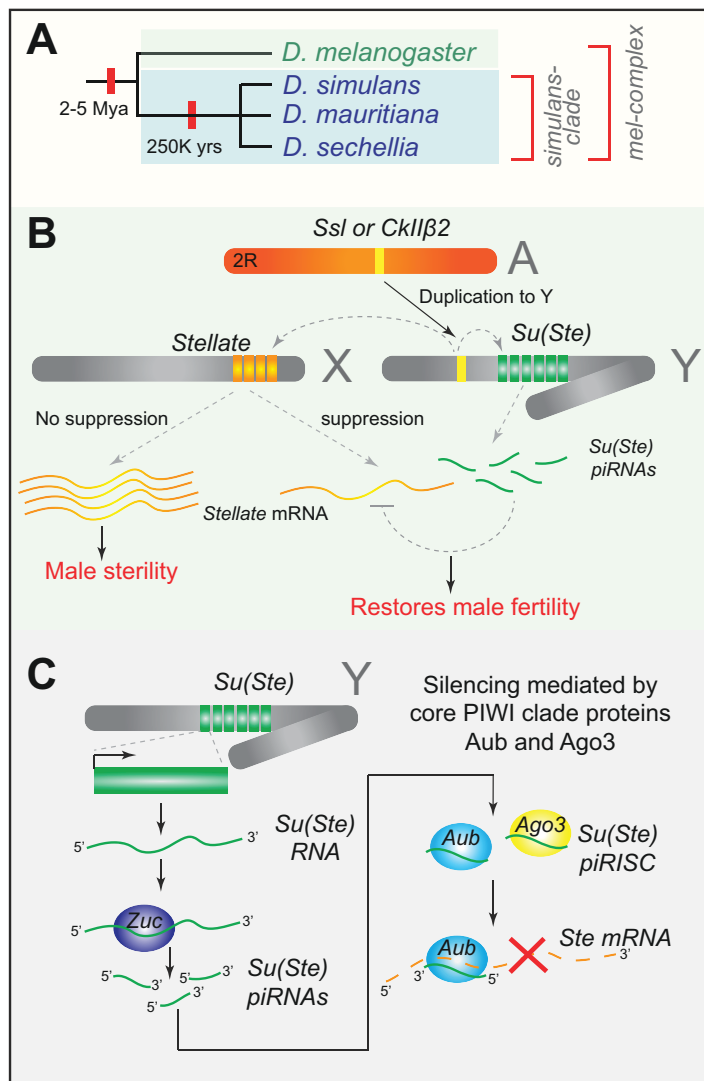 A
D. melanogaster
D. simulans
D. mauritiana
D. sechellia
2-5 Mya
250K yrs
simulans-
clade
mel-complex
B
Ssl or CkIIβ2
2R
A
Duplication to Y
Stellate
Su(Ste)
X
Y
No suppression
suppression
Su(Ste)
piRNAs
Stellate mRNA
Male sterility
Restores male fertility
C
Su(Ste)
Y
Silencing mediated by
core PIWI clade proteins
Aub and Ago3
5’
3’
Su(Ste)
RNA
Zuc
5’
3’
Su(Ste)
piRNAs
5’
3’
5’
3’
5’
3’
Aub
Ago3
Su(Ste)
piRISC
Aub
Ste mRNA
3’
5’
3’
5’